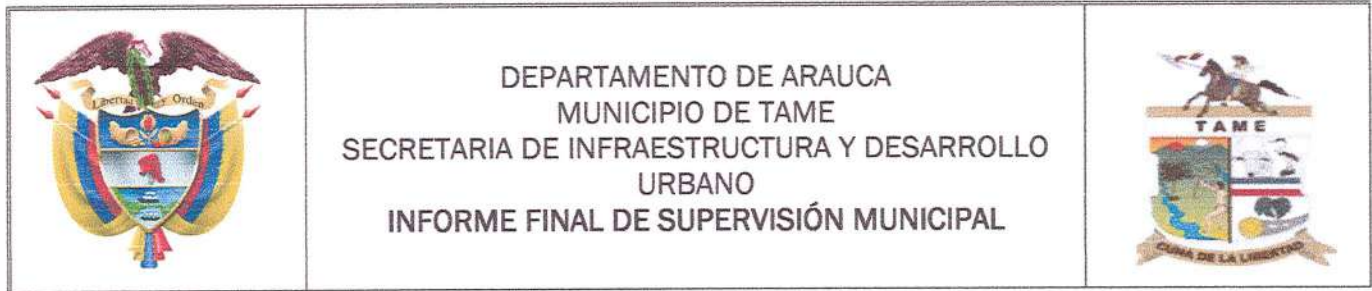 Libertad y Orden
DEPARTAMENTO DE ARAUCA
MUNICIPIO DE TAME
SECRETARIA DE INFRAESTRUCTURA Y DESARROLLO
URBANO
INFORME FINAL DE SUPERVISIÓN MUNICIPAL
TAME
CUNA DE LA LIBERTAD